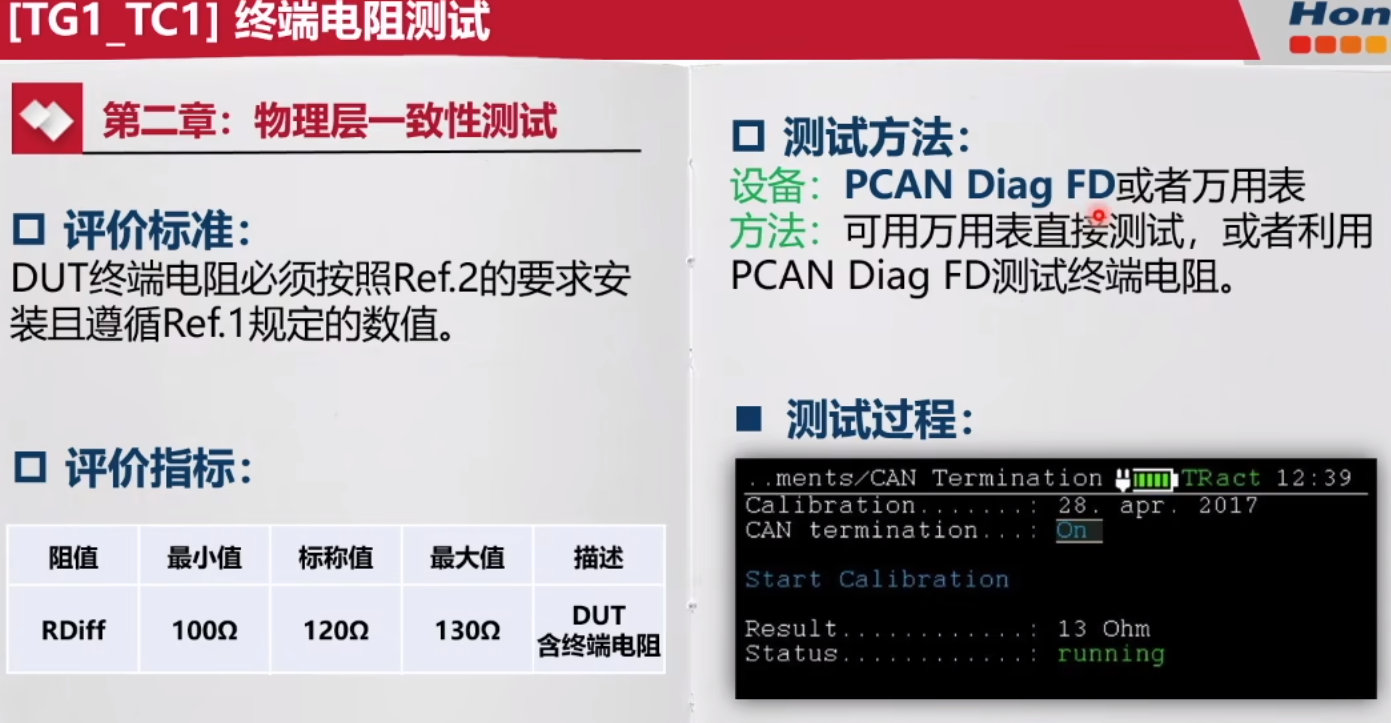 [TG1_TC1] 终端电阻测试
Hon
第二章：物理层一致性测试
评价标准：
DUT终端电阻必须按照Ref.2的要求安
装且遵循Ref.1规定的数值。
评价指标：
阻值 最小值 标称值 最大值 描述
RDiff 100Ω 120Ω 130Ω DUT
含终端电阻
测试方法：
设备：PCAN Diag FD或者万用表
方法：可用万用表直接测试，或者利用
PCAN Diag FD测试终端电阻。
测试过程：
..ments/CAN Termination TRact 12:39
Calibration.......: 28. apr. 2017
CAN termination...: On
Start Calibration
Result............: 13 Ohm
Status............: running